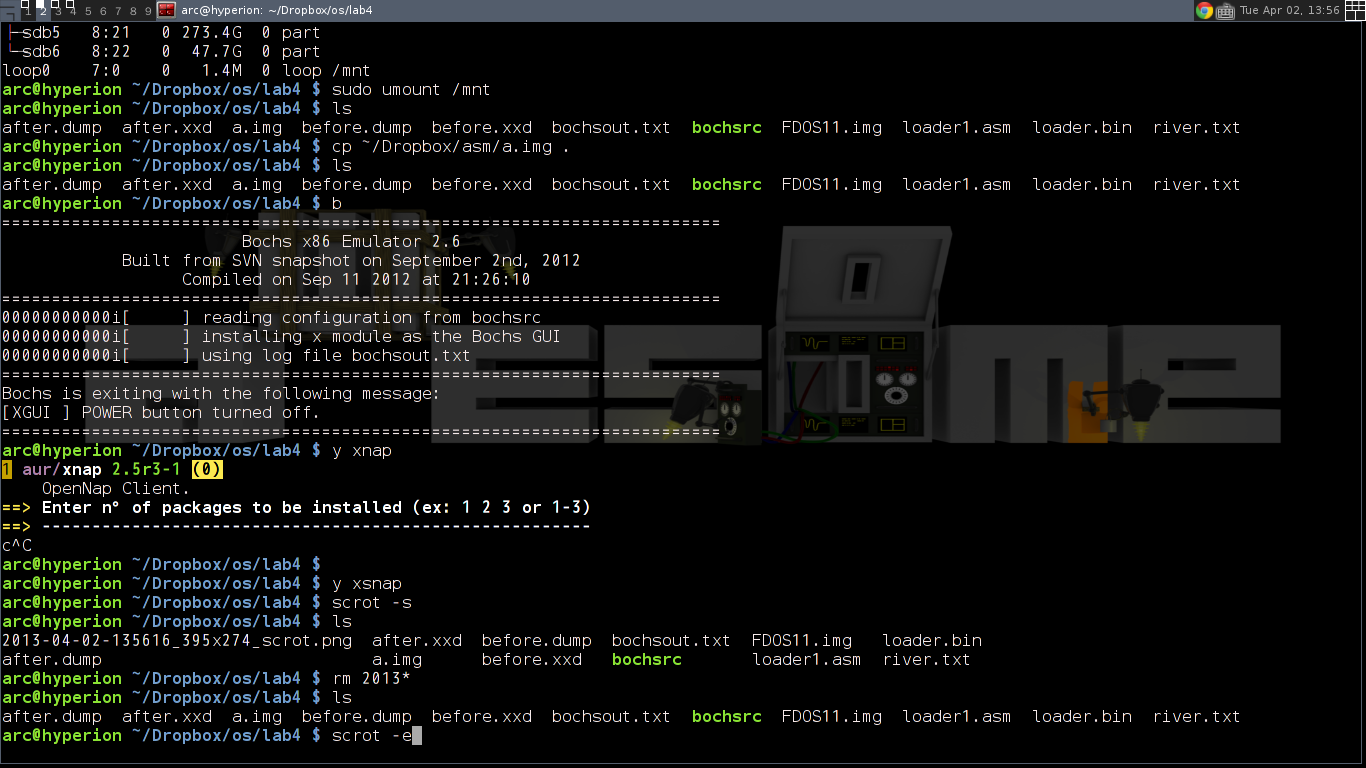 1 2 3 4 5 6 7 8 9 arc@hyperion: ~/Dropbox/os/lab4 Tue Apr 02, 13:56
├─sdb5   8:21   0 273.4G  0 part
└─sdb6   8:22   0  47.7G  0 part
loop0    7:0    0   1.4M  0 loop /mnt
arc@hyperion ~/Dropbox/os/lab4 $ sudo umount /mnt
arc@hyperion ~/Dropbox/os/lab4 $ ls
after.dump  after.xxd  a.img  before.dump  before.xxd  bochsout.txt  bochsrc  FDOS11.img  loader1.asm  loader.bin  river.txt
arc@hyperion ~/Dropbox/os/lab4 $ cp ~/Dropbox/asm/a.img .
arc@hyperion ~/Dropbox/os/lab4 $ ls
after.dump  after.xxd  a.img  before.dump  before.xxd  bochsout.txt  bochsrc  FDOS11.img  loader1.asm  loader.bin  river.txt
arc@hyperion ~/Dropbox/os/lab4 $ b
========================================================================
                        Bochs x86 Emulator 2.6
            Built from SVN snapshot on September 2nd, 2012
                  Compiled on Sep 11 2012 at 21:26:10
========================================================================
00000000000i[     ] reading configuration from bochsrc
00000000000i[     ] installing x module as the Bochs GUI
00000000000i[     ] using log file bochsout.txt
========================================================================
Bochs is exiting with the following message:
[XGUI ] POWER button turned off.
========================================================================
arc@hyperion ~/Dropbox/os/lab4 $ y xnap
1 aur/xnap 2.5r3-1 (0)
    OpenNap Client.
==> Enter n° of packages to be installed (ex: 1 2 3 or 1-3)
==> -------------------------------------------------------
c^C
arc@hyperion ~/Dropbox/os/lab4 $
arc@hyperion ~/Dropbox/os/lab4 $ y xsnap
arc@hyperion ~/Dropbox/os/lab4 $ scrot -s
arc@hyperion ~/Dropbox/os/lab4 $ ls
2013-04-02-135616_395x274_scrot.png  after.xxd  before.dump  bochsout.txt  FDOS11.img   loader.bin
after.dump                           a.img      before.xxd   bochsrc       loader1.asm  river.txt
arc@hyperion ~/Dropbox/os/lab4 $ rm 2013*
arc@hyperion ~/Dropbox/os/lab4 $ ls
after.dump  after.xxd  a.img  before.dump  before.xxd  bochsout.txt  bochsrc  FDOS11.img  loader1.asm  loader.bin  river.txt
arc@hyperion ~/Dropbox/os/lab4 $ scrot -e